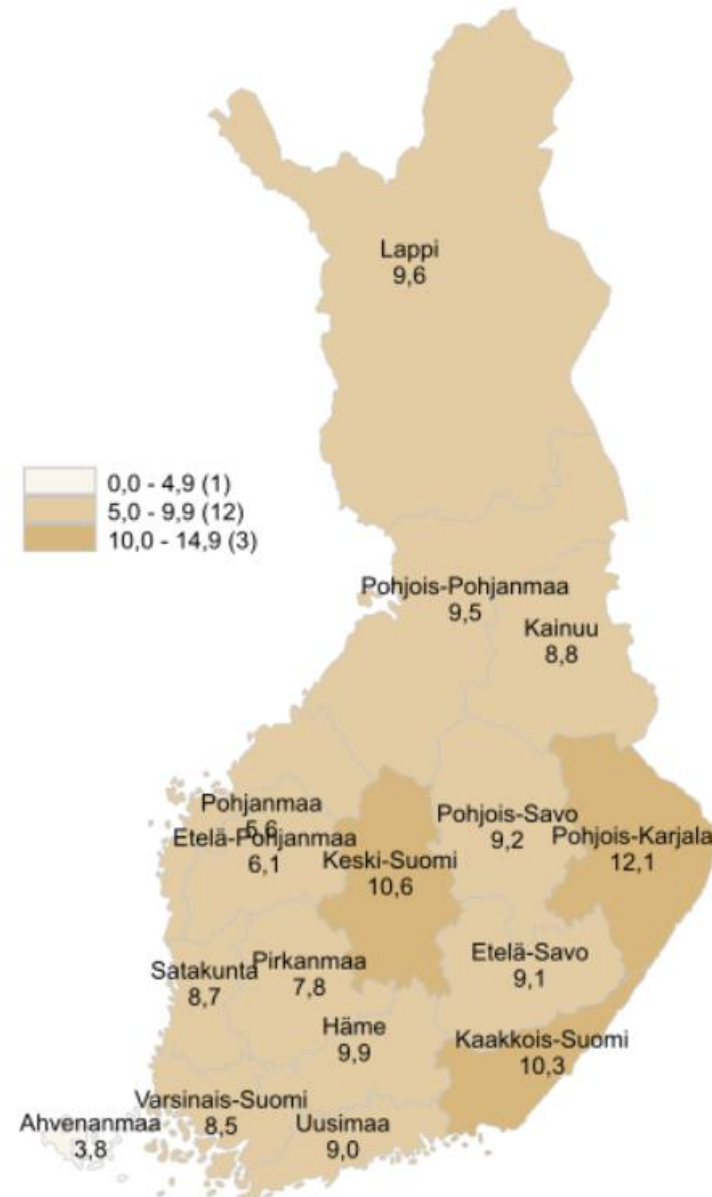 Lappi
9,6
0,0 - 4,9 (1)
5,0 - 9,9 (12)
10,0 - 14,9 (3)
Pohjois-Pohjanmaa
9,5
Kainuu
8,8
Pohjanmaa
5,6
Etelä-Pohjanmaa
6,1
Keski-Suomi
10,6
Pohjois-Savo
9,2
Pohjois-Karjala
12,1
Satakunta
8,7
Pirkanmaa
7,8
Etelä-Savo
9,1
Häme
9,9
Kaakkois-Suomi
10,3
Ahvenanmaa
3,8
Varsinais-Suomi
8,5
Uusimaa
9,0